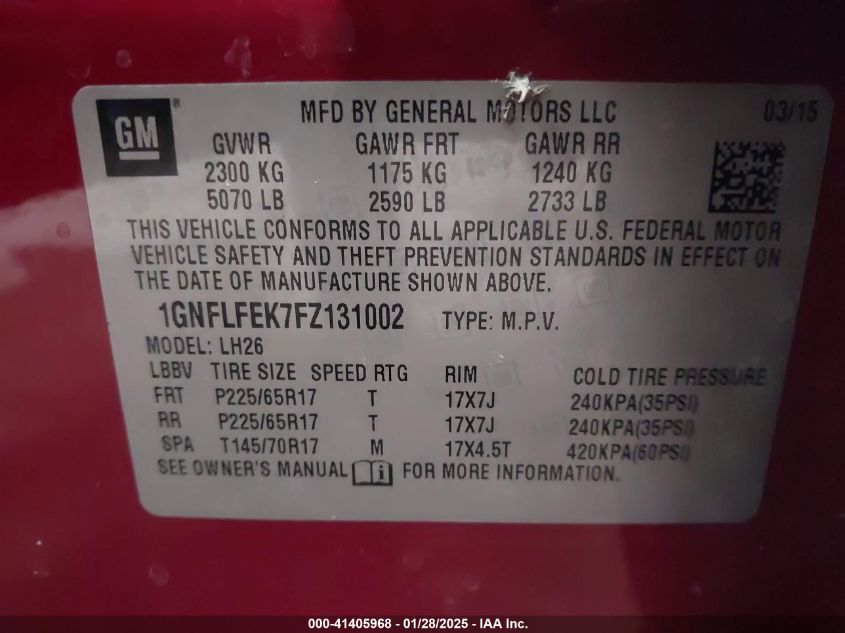 GM ®
MFD BY GENERAL MOTORS LLC 03/15
GVWR GAWR FRT GAWR RR
2300 KG 1175 KG 1240 KG
5070 LB 2590 LB 2733 LB
THIS VEHICLE CONFORMS TO ALL APPLICABLE U.S. FEDERAL MOTOR
VEHICLE SAFETY AND THEFT PREVENTION STANDARDS IN EFFECT ON
THE DATE OF MANUFACTURE SHOWN ABOVE.
1GNFLFEK7FZ131002 TYPE: M.P.V.
MODEL: LH26
LBBV TIRE SIZE SPEED RTG RIM COLD TIRE PRESSURE
FRT P225/65R17 T 17X7J 240KPA(35PSI)
RR P225/65R17 T 17X7J 240KPA(35PSI)
SPA T145/70R17 M 17X4.5T 420KPA(60PSI)
SEE OWNER'S MANUAL i FOR MORE INFORMATION.
000-41405968 - 01/28/2025 - IAA Inc.